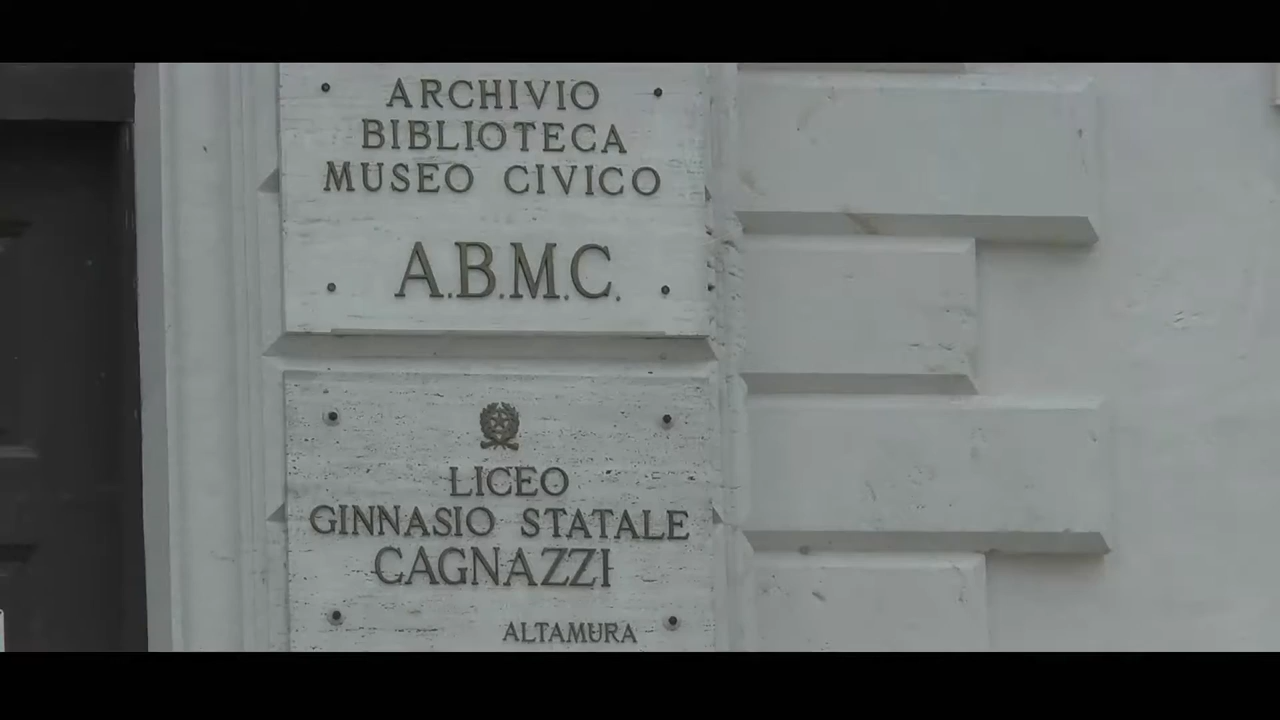 ARCHIVIO
BIBLIOTECA
MUSEO CIVICO
A.B.M.C.
LICEO
GINNASIO STATALE
CAGNAZZI
ALTAMURA